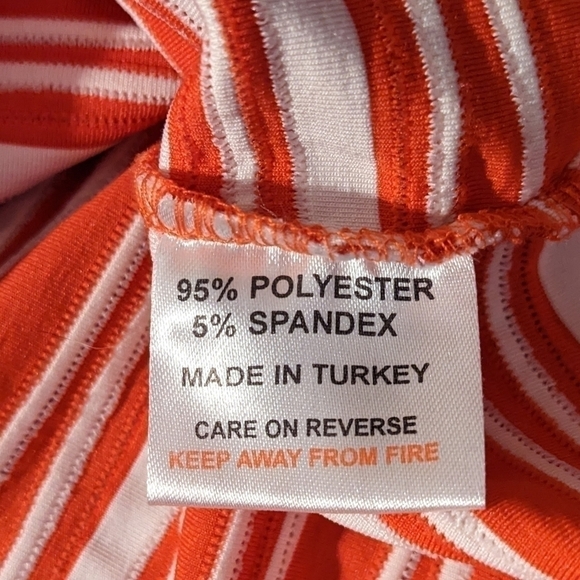 95% POLYESTER
5% SPANDEX
MADE IN TURKEY
CARE ON REVERSE
KEEP AWAY FROM FIRE